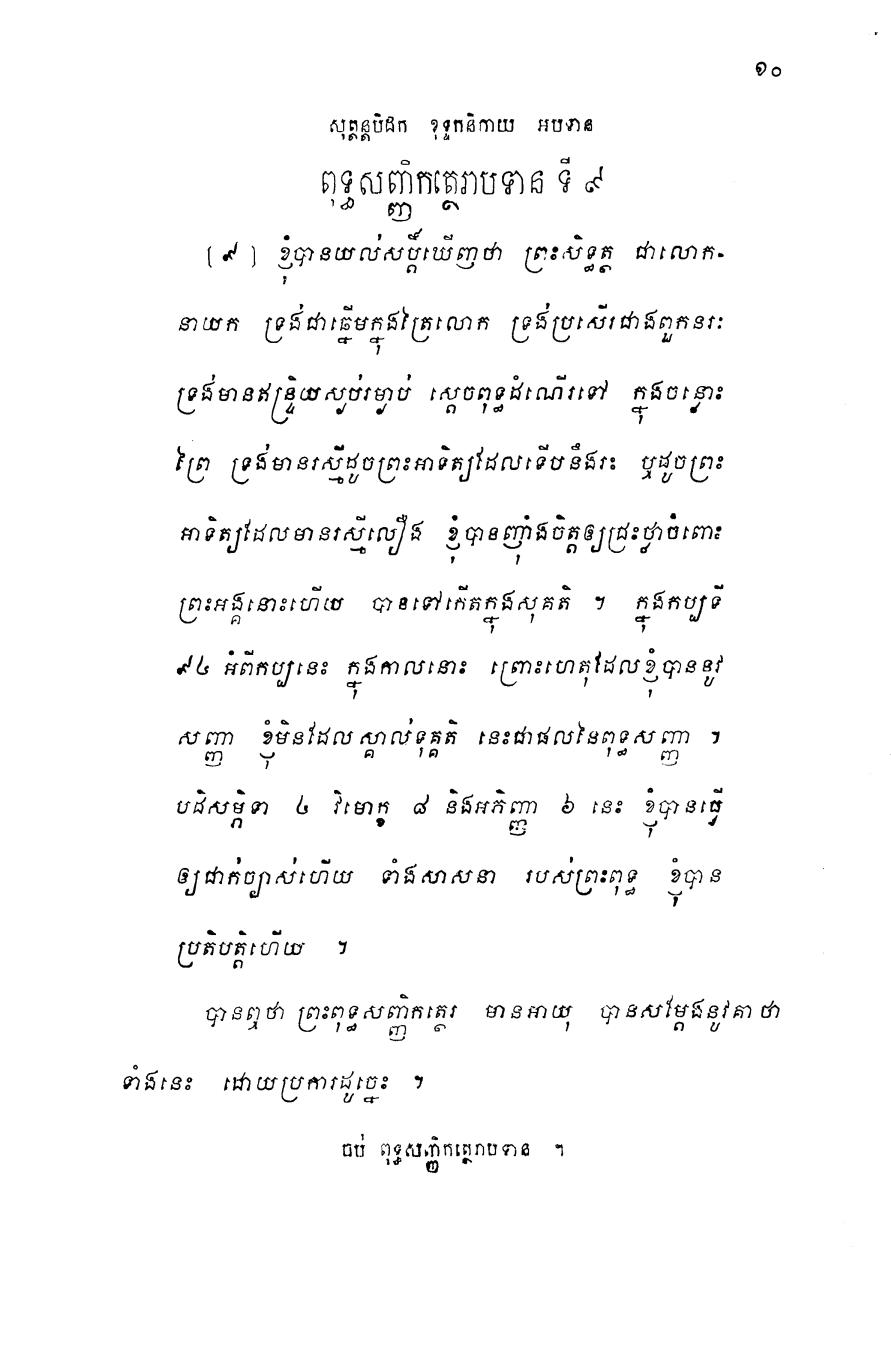 ១០
សុត្តន្តបិដក ខុទ្ទកនិកាយ អបទាន
ពុទ្ធសញ្ញិកត្ថេរាបទាន ទី ៩
[ ៩ ] ខ្ញុំបានយល់សប្តិ៍ឃើញថា ព្រះសិទ្ធត្ថ ជាលោក-
នាយក ទ្រង់ជាឆ្នើមក្នុងត្រៃលោក ទ្រង់ប្រសើរជាងពួកនរៈ
ទ្រង់មានឥន្ទ្រិយស្ងប់រម្ងាប់ ស្តេចពុទ្ធដំណើរទៅ ក្នុងចន្លោះ
ព្រៃ ទ្រង់មានរស្មីដូចព្រះអាទិត្យដែលទើបនឹងរះ ឬដូចព្រះ
អាទិត្យដែលមានរស្មីលឿង ខ្ញុំបានញ៉ាំងចិត្តឲ្យជ្រះថ្លាចំពោះ
ព្រះអង្គនោះហើយ បានទៅកើតក្នុងសុគតិ ។ ក្នុងកប្បទី
៩៤ អំពីកប្បនេះ ក្នុងកាលនោះ ព្រោះហេតុដែលខ្ញុំបាននូវ
សញ្ញា ខ្ញុំមិនដែលស្គាល់ទុគ្គតិ នេះជាផលនៃពុទ្ធសញ្ញា ។
បដិសម្ភិទា ៤ វិមោក្ខ ៨ និងអភិញ្ញា ៦ នេះ ខ្ញុំបានធ្វើ
ឲ្យជាក់ច្បាស់ហើយ ទាំងសាសនា របស់ព្រះពុទ្ធ ខ្ញុំបាន
ប្រតិបត្តិហើយ ។
បានឮថា ព្រះពុទ្ធសញ្ញិកត្ថេរ មានអាយុ បានសម្តែងនូវគាថា
ទាំងនេះ ដោយប្រការដូច្នេះ ។
ចប់ ពុទ្ធសញ្ញិកត្ថេរាបទាន ។